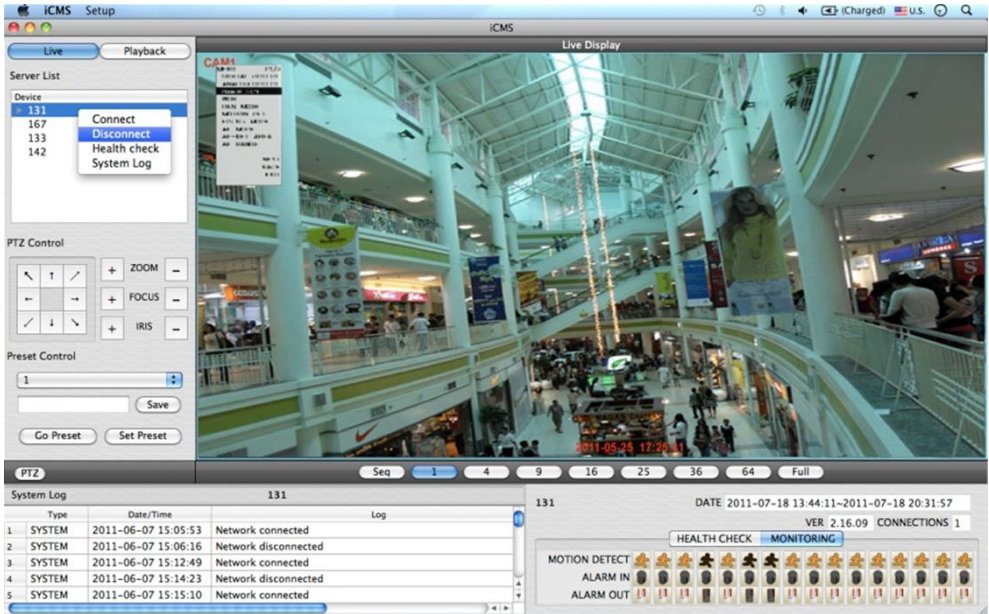 iCMS Setup
(Charged) U.S.
iCMS
Live Playback
Live Display
Server List
Device
131
167
133
142
Connect
Disconnect
Health check
System Log
CAM1
PTZ Control
ZOOM
FOCUS
IRIS
Preset Control
1
Save
Go Preset Set Preset
2011-05-25 17:25
PTZ
Seq 1 4 9 16 25 36 64 Full
System Log 131
Type Date/Time Log
1 SYSTEM 2011-06-07 15:05:53 Network connected
2 SYSTEM 2011-06-07 15:06:16 Network disconnected
3 SYSTEM 2011-06-07 15:12:49 Network connected
4 SYSTEM 2011-06-07 15:14:23 Network disconnected
5 SYSTEM 2011-06-07 15:15:10 Network connected
131 DATE 2011-07-18 13:44:11~2011-07-18 20:31:57
VER 2.16.09 CONNECTIONS 1
HEALTH CHECK MONITORING
MOTION DETECT
ALARM IN
ALARM OUT